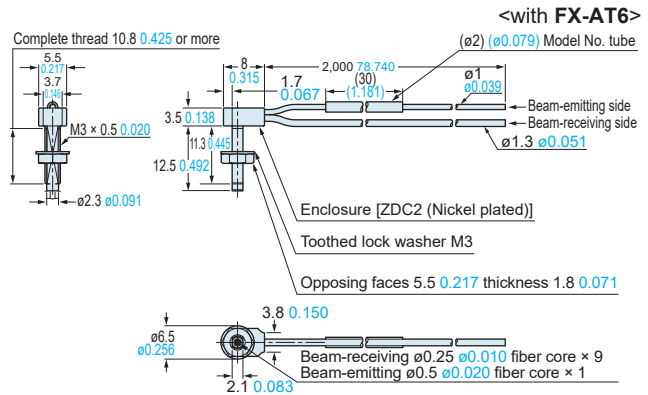 <with FX-AT6>
Complete thread 10.8 0.425 or more
(ø2) (ø0.079) Model No. tube
5.5
0.217
3.7
0.146
8
0.315
2,000 78.740
1.7
0.067
(30)
(1.181)
ø1
ø0.039
Beam-emitting side
Beam-receiving side
3.5 0.138
M3 × 0.5 0.020
11.3 0.445
ø1.3 ø0.051
12.5 0.492
ø2.3 ø0.091
Enclosure [ZDC2 (Nickel plated)]
Toothed lock washer M3
Opposing faces 5.5 0.217 thickness 1.8 0.071
3.8 0.150
ø6.5
ø0.256
Beam-receiving ø0.25 ø0.010 fiber core × 9
Beam-emitting ø0.5 ø0.020 fiber core × 1
2.1 0.083